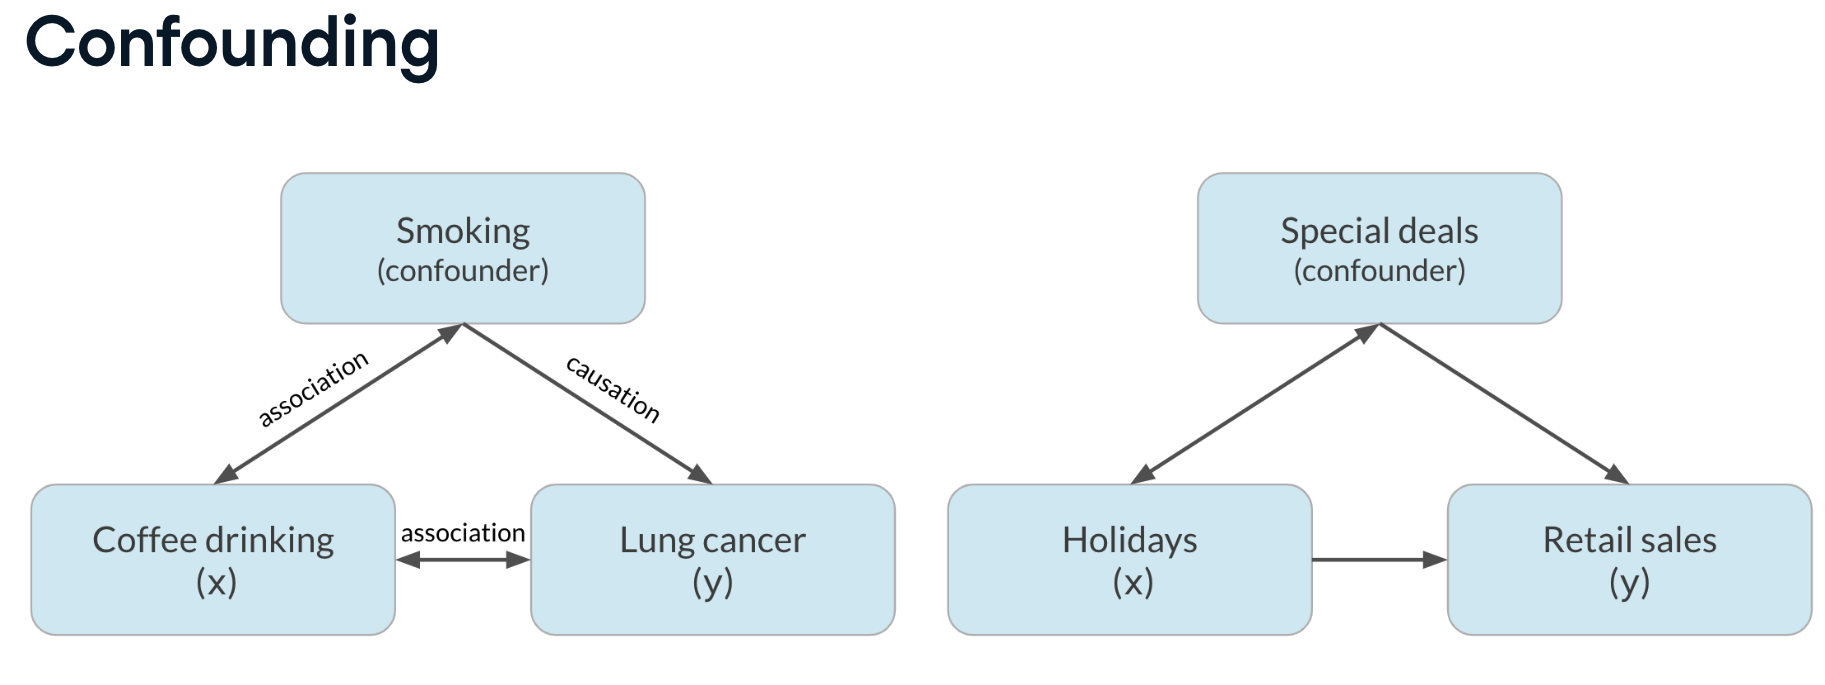 Confounding
Smoking
(confounder)
association
causation
Coffee drinking
(x)
association
Lung cancer
(y)
Special deals
(confounder)
Holidays
(x)
Retail sales
(y)